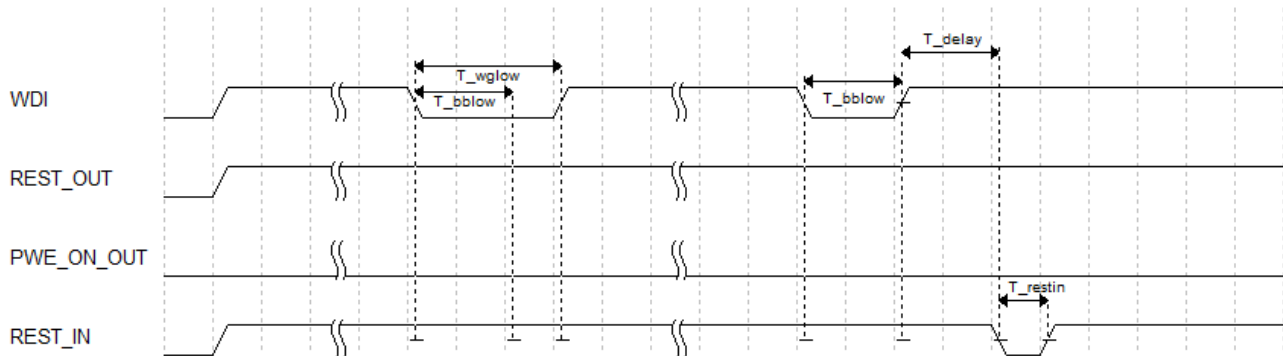 T_delay
T_wglow
WDI
T_bblow
T_bblow
REST_OUT
PWE_ON_OUT
T_restin
REST_IN